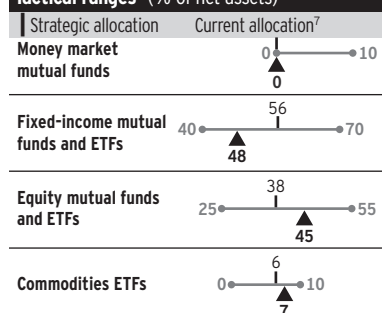 Tactical ranges (% of net assets)
Strategic allocation Current allocation7
Money market
mutual funds
0 10
0
Fixed-income mutual
funds and ETFs
56
40 70
48
Equity mutual funds
and ETFs
38
25 55
45
Commodities ETFs
6
0 10
7